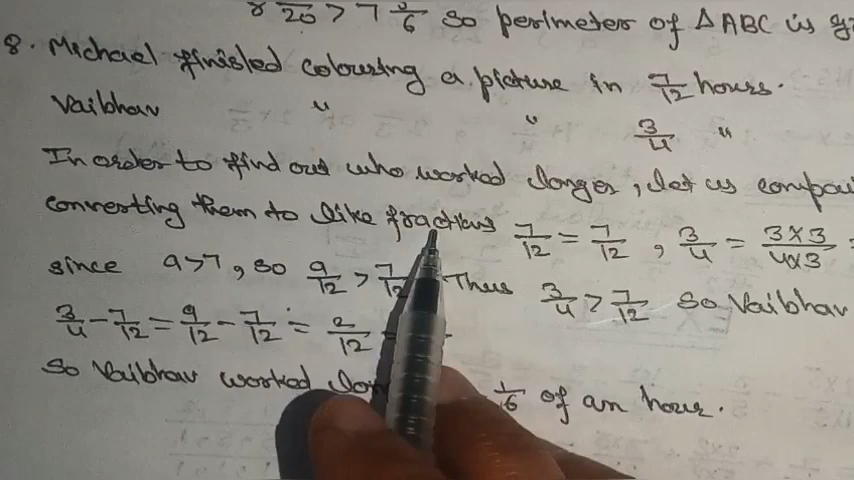 20 > 7 so perimeter of ΔABC is
8. Michael finished colouring a picture in 7/12 hours.
Vaibhav " " 3/4 "
In order to find out who worked longer, let us
converting them to like fractions 7/12 = 7/12 , 3/4 = 3×3/4×3 =
since 9>7, so 9/12 > 7/12 Thus 3/4 > 7/12 So Vaibhav
3/4 - 7/12 = 9/12 - 7/12 = 2/12
So Vaibhav worked 1/6 of an hour.